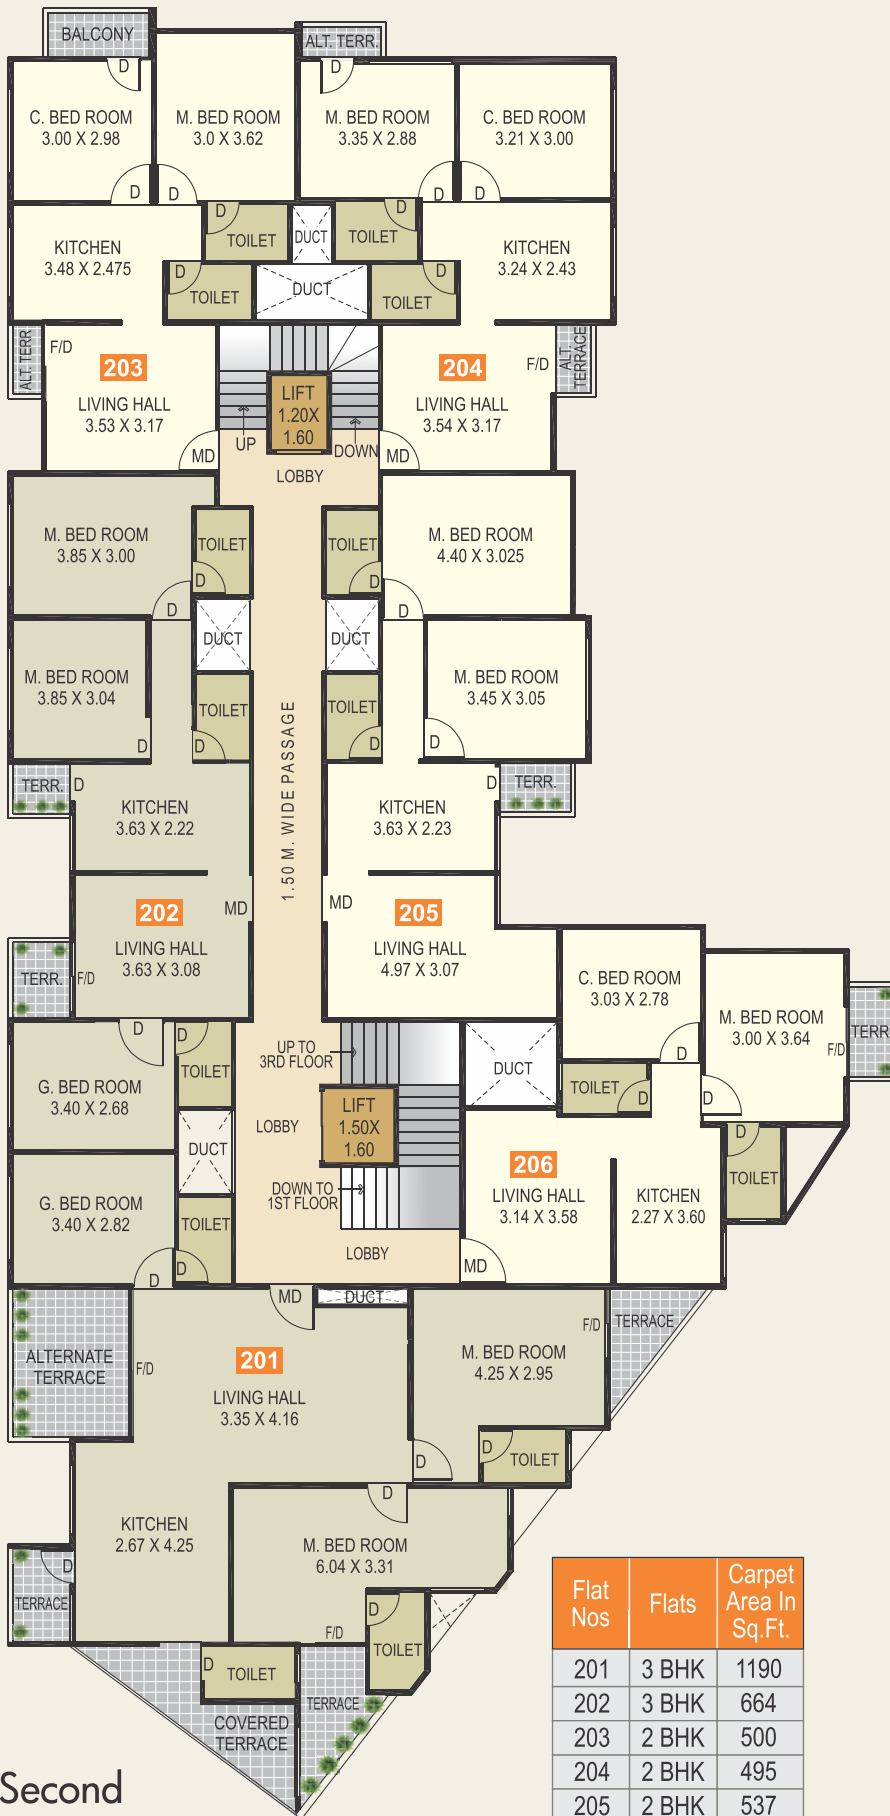 BALCONY
ALT. TERR.
D
D
C. BED ROOM
3.00 X 2.98
M. BED ROOM
3.0 X 3.62
M. BED ROOM
3.35 X 2.88
C. BED ROOM
3.21 X 3.00
D
D
D
D
D
TOILET
DUCT
D
TOILET
KITCHEN
3.48 X 2.475
KITCHEN
3.24 X 2.43
D
TOILET
DUCT
D
TOILET
ALT. TERR
F/D
203
LIVING HALL
3.53 X 3.17
MD
UP
LIFT
1.20X
1.60
DOWN
LOBBY
204
LIVING HALL
3.54 X 3.17
MD
F/D
ALT.
TERRACE
M. BED ROOM
3.85 X 3.00
TOILET
D
D
TOILET
D
D
M. BED ROOM
4.40 X 3.025
DUCT
DUCT
M. BED ROOM
3.85 X 3.04
D
TOILET
D
TOILET
D
D
M. BED ROOM
3.45 X 3.05
1.50 M. WIDE PASSAGE
TERR.
D
KITCHEN
3.63 X 2.22
KITCHEN
3.63 X 2.23
D
TERR.
202
MD
LIVING HALL
3.63 X 3.08
TERR.
F/D
MD
205
LIVING HALL
4.97 X 3.07
C. BED ROOM
3.03 X 2.78
D
M. BED ROOM
3.00 X 3.64
F/D
TERR
D
D
TOILET
G. BED ROOM
3.40 X 2.68
UP TO
3RD FLOOR
DUCT
TOILET
D
D
LOBBY
LIFT
1.50X
1.60
DUCT
D
TOILET
206
LIVING HALL
3.14 X 3.58
KITCHEN
2.27 X 3.60
G. BED ROOM
3.40 X 2.82
TOILET
D
D
DOWN TO
1ST FLOOR
LOBBY
MD
MD
DUCT
ALTERNATE
TERRACE
F/D
201
LIVING HALL
3.35 X 4.16
M. BED ROOM
4.25 X 2.95
F/D
TERRACE
D
D
TOILET
D
KITCHEN
2.67 X 4.25
M. BED ROOM
6.04 X 3.31
D
TERRACE
F/D
D
TOILET
D
TOILET
TERRACE
COVERED
TERRACE
Flat Nos Flats Carpet Area In Sq.Ft.
201 3 BHK 1190
202 3 BHK 664
203 2 BHK 500
204 2 BHK 495
205 2 BHK 537
Second